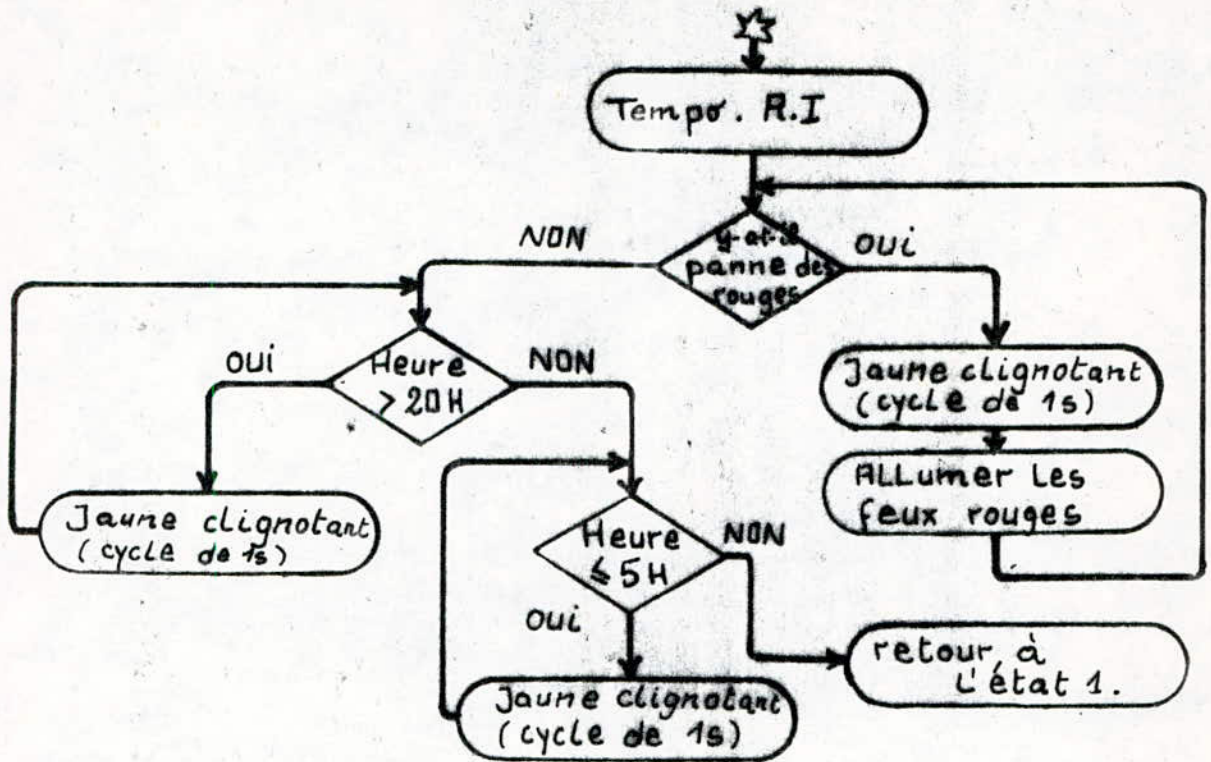 Tempo. R.I
NON
y-at-il
panne des
rouges
OUI
OUI
Heure
> 20H
NON
Jaune clignotant
(cycle de 1s)
Jaune clignotant
(cycle de 1s)
ALLumer Les
feux rouges
Heure
≤ 5H
NON
OUI
retour à
L'état 1.
Jaune clignotant
(cycle de 1s)